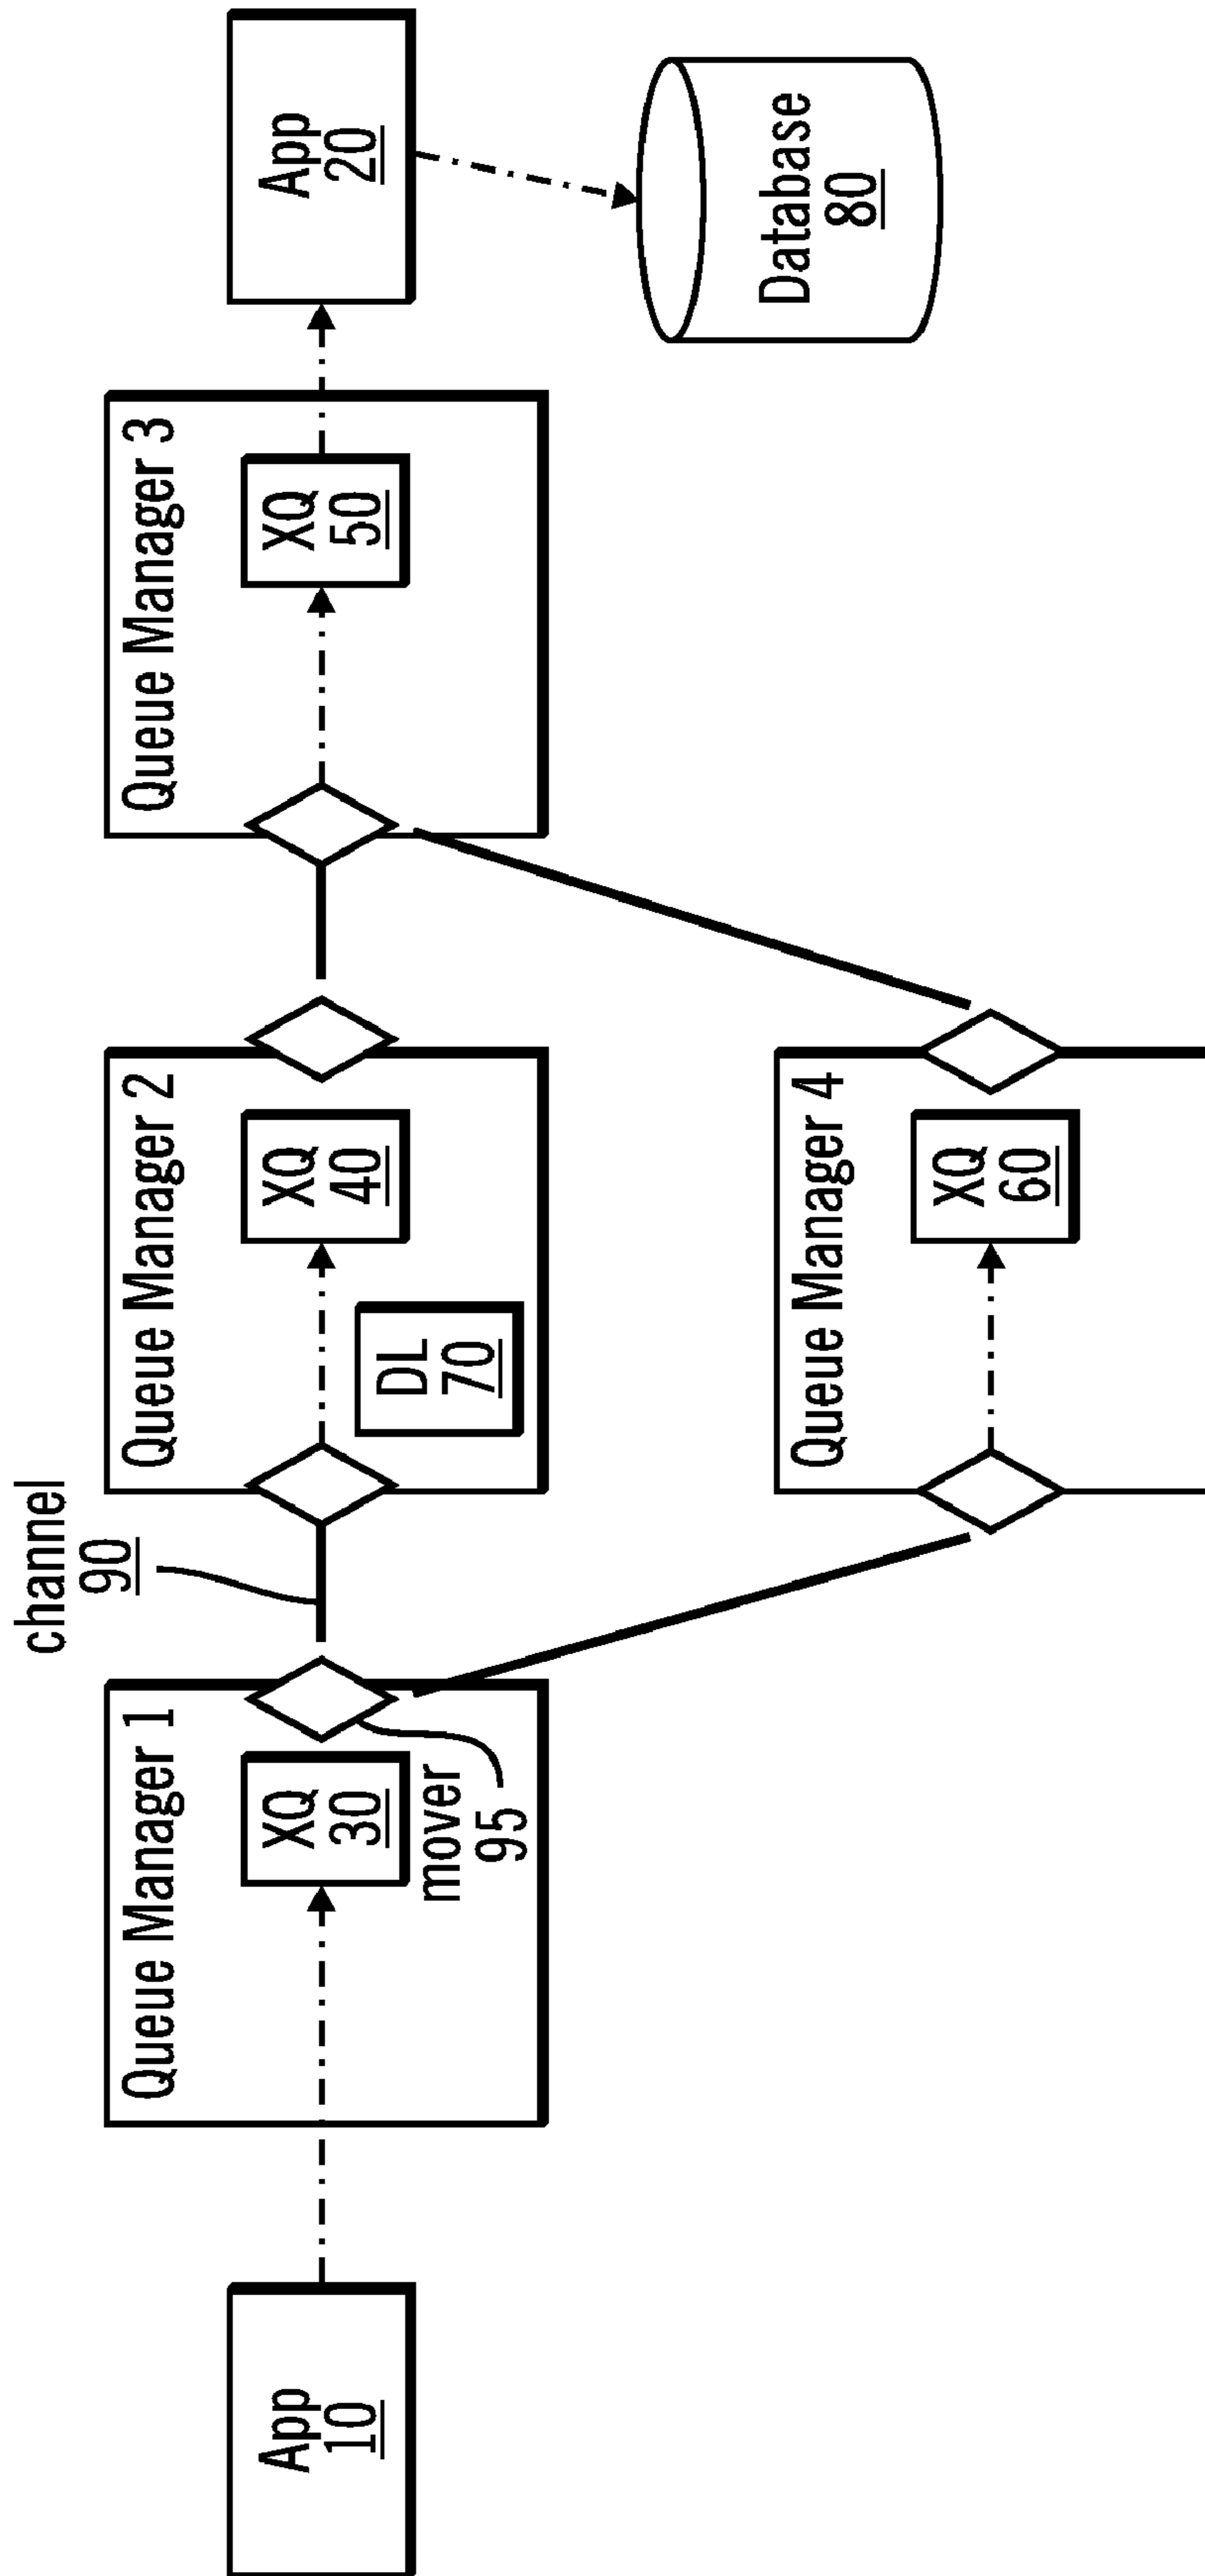 channel
90
Queue Manager 1
Queue Manager 2
Queue Manager 3
App
10
XQ
30
mover
95
XQ
40
DL
70
XQ
50
App
20
Database
80
Queue Manager 4
XQ
60